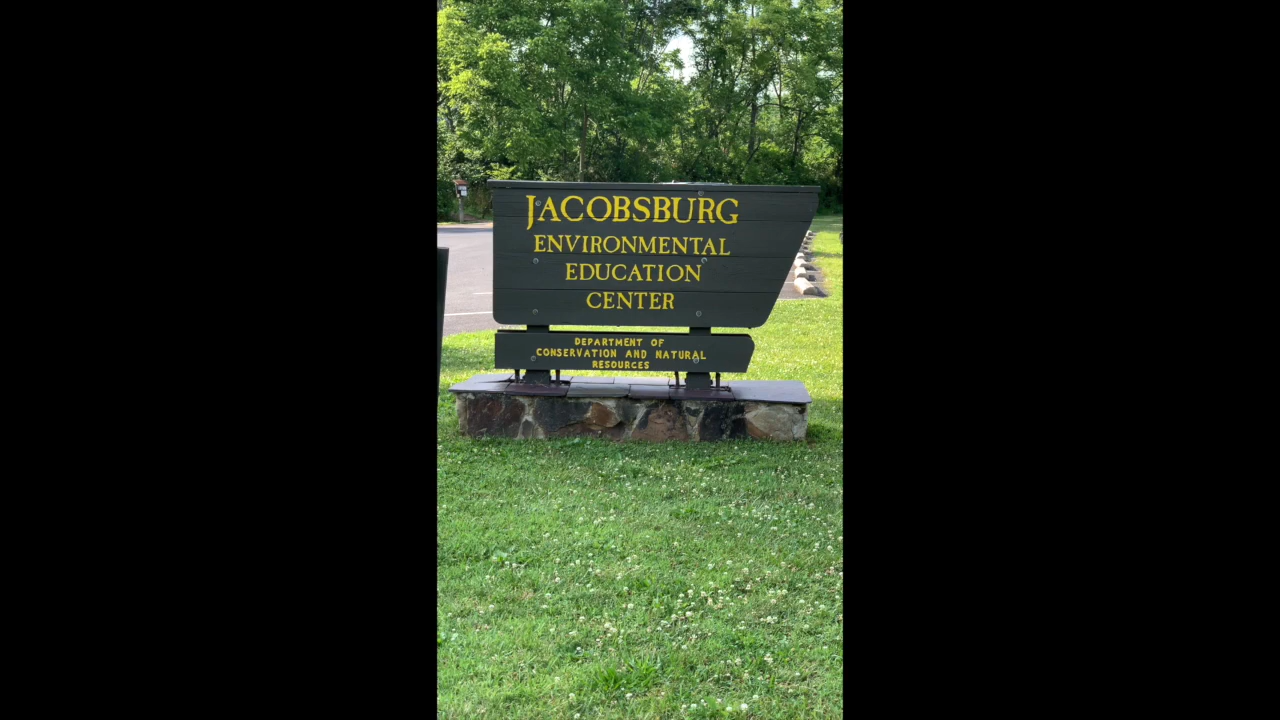 JACOBSBURG
ENVIRONMENTAL
EDUCATION
CENTER
DEPARTMENT OF
CONSERVATION AND NATURAL
RESOURCES